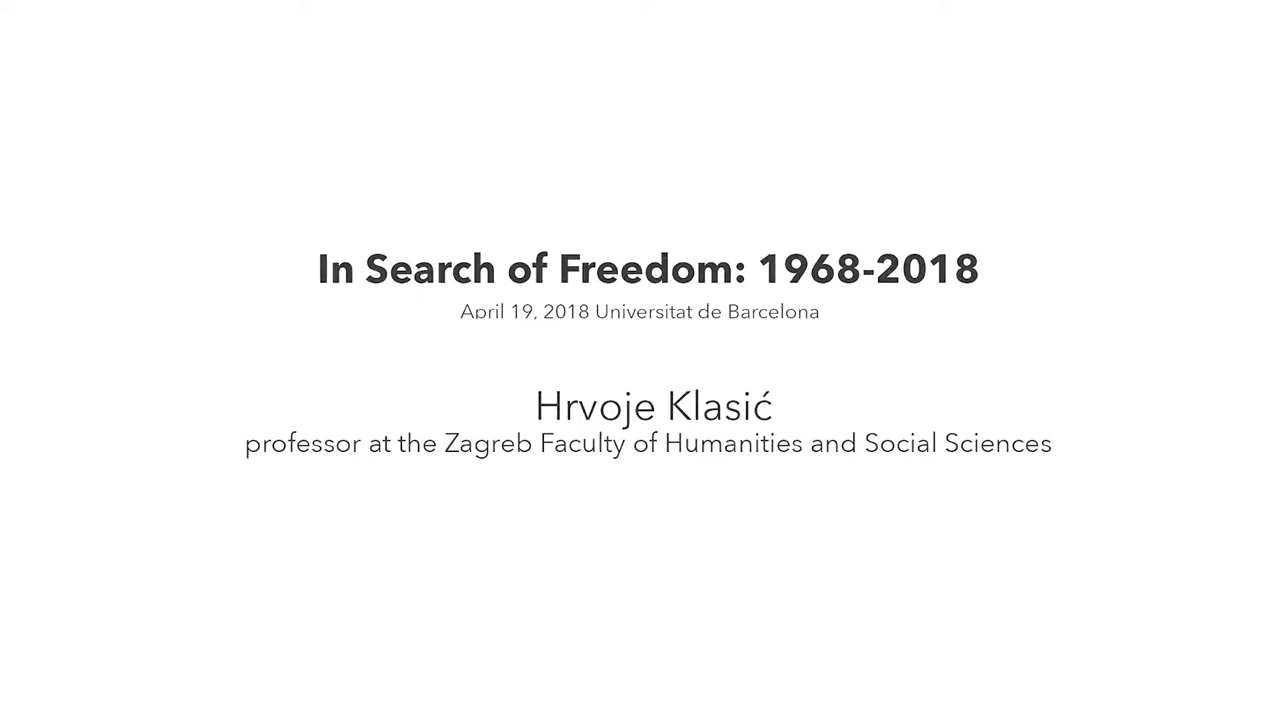 In Search of Freedom: 1968-2018
April 19, 2018 Universitat de Barcelona
Hrvoje Klasić
professor at the Zagreb Faculty of Humanities and Social Sciences